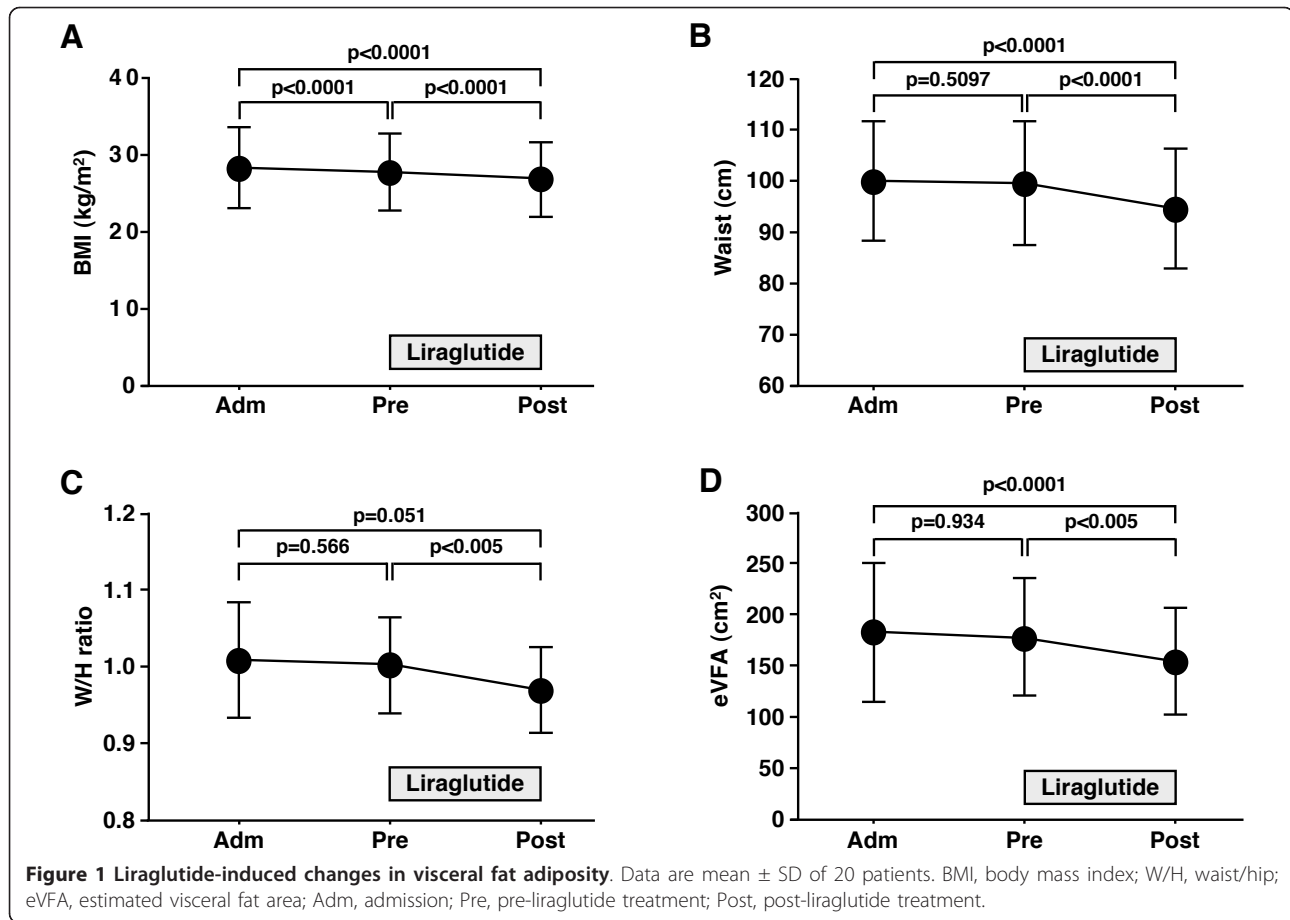 A
p<0.0001
p<0.0001 p<0.0001
40
30
20
10
0
BMI (kg/m²)
Liraglutide
Adm Pre Post
B
p<0.0001
p=0.5097 p<0.0001
120
110
100
90
80
70
60
Waist (cm)
Liraglutide
Adm Pre Post
C
p=0.051
p=0.566 p<0.005
1.2
1.1
1.0
0.9
0.8
W/H ratio
Liraglutide
Adm Pre Post
D
p<0.0001
p=0.934 p<0.005
300
250
200
150
100
50
0
eVFA (cm²)
Liraglutide
Adm Pre Post
Figure 1 Liraglutide-induced changes in visceral fat adiposity. Data are mean ± SD of 20 patients. BMI, body mass index; W/H, waist/hip;
eVFA, estimated visceral fat area; Adm, admission; Pre, pre-liraglutide treatment; Post, post-liraglutide treatment.